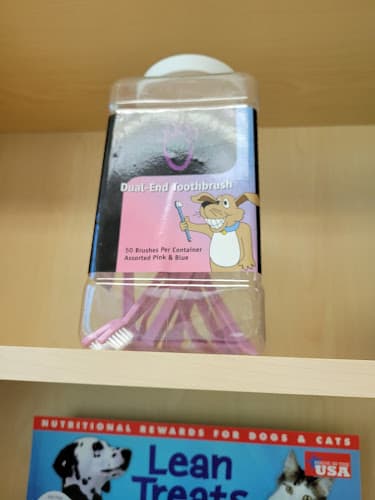 Dual-End Toothbrush
50 Brushes Per Container
Assorted Pink & Blue
NUTRITIONAL REWARDS FOR DOGS & CATS
Lean
Treats
USA